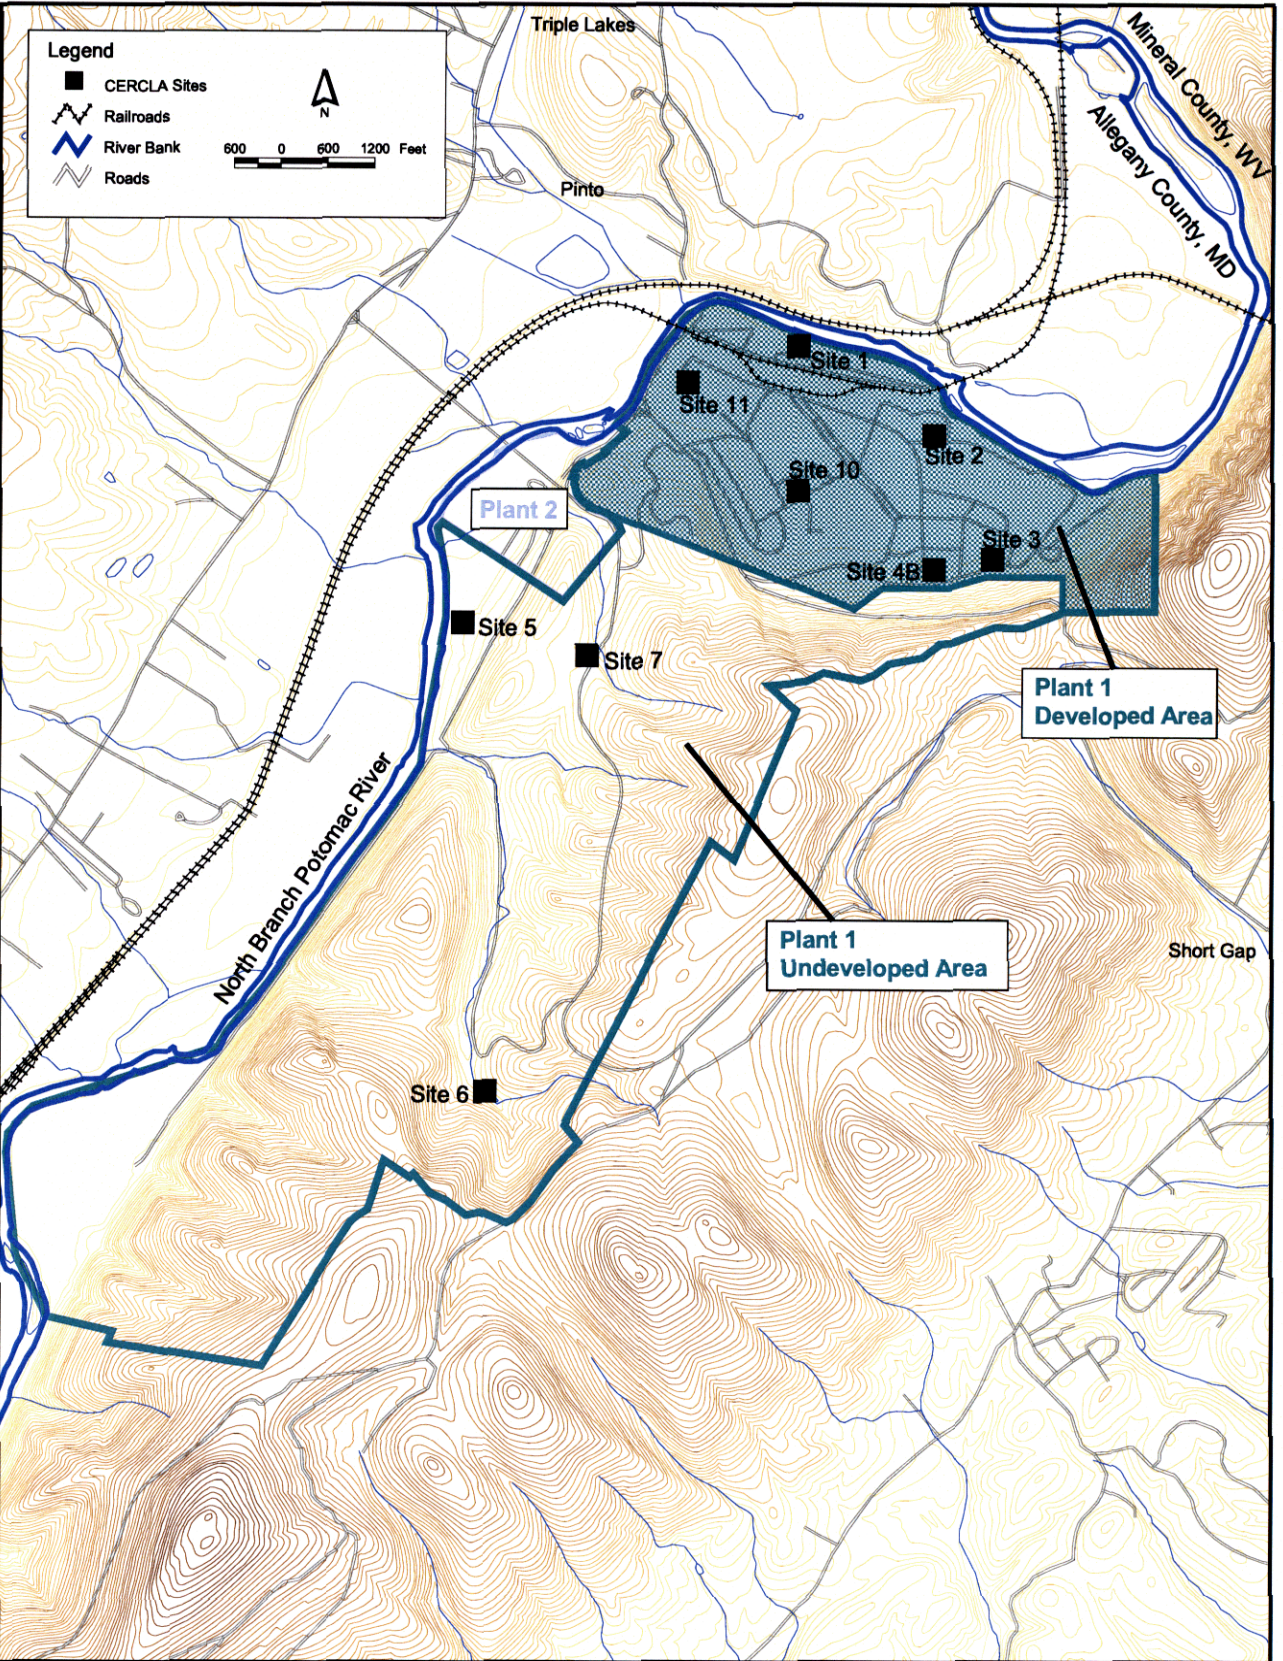 Triple Lakes
Legend
CERCLA Sites
Railroads
River Bank
Roads
N
600 0 600 1200 Feet
Mineral County, WV
Allegany County, MD
Pinto
Site 1
Site 11
Site 2
Site 10
Plant 2
Site 3
Site 4B
Site 5
Site 7
Plant 1
Developed Area
North Branch Potomac River
Plant 1
Undeveloped Area
Short Gap
Site 6